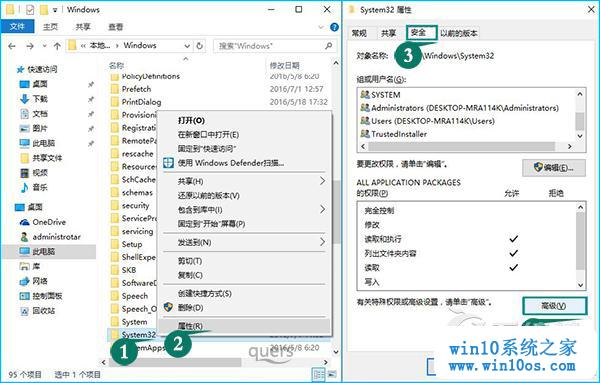 Windows
文件
主页
共享
查看
本地...
Windows
搜索"Windows"
名称
修改日期
快速访问
桌面
下载
文档
图片
此电脑
共享文件
视频
音乐
桌面
OneDrive
administrotar
此电脑
库
网络
控制面板
回收站
PolicyDefinitions
2016/5/8 6:20
Prefetch
2016/7/1 12:57
PrintDialog
2016/5/18 17:32
Provision
Registrat
RemotePa
rescache
Resource
SchCache
schemas
security
ServicePro
servicing
Setup
ShellExpe
SKB
SoftwareD
Speech
Speech_O
System
System32
temApps
2016/5/8 6:20
打开(O)
在新窗口中打开(E)
固定到"快速访问"
使用 Windows Defender扫描...
共享(H)
还原以前的版本(V)
包含到库中(I)
固定到"开始"屏幕(P)
发送到(N)
剪切(T)
复制(C)
创建快捷方式(S)
删除(D)
属性(R)
1
2
quers
95 个项目
选中 1 个项目
System32 属性
常规
共享
安全
以前的版本
3
对象名称:
\Windows\System32
组或用户名(G):
SYSTEM
Administrators (DESKTOP-MRA114K\Administrators)
Users (DESKTOP-MRA114K\Users)
TrustedInstaller
要更改权限，请单击"编辑"。
编辑(E)...
ALL APPLICATION PACKAGES
的权限(P)
允许
拒绝
完全控制
修改
读取和执行
列出文件夹内容
读取
写入
有关特殊权限或高级设置，请单击"高级"。
高级(V)
win10系统之家
www.win10.com